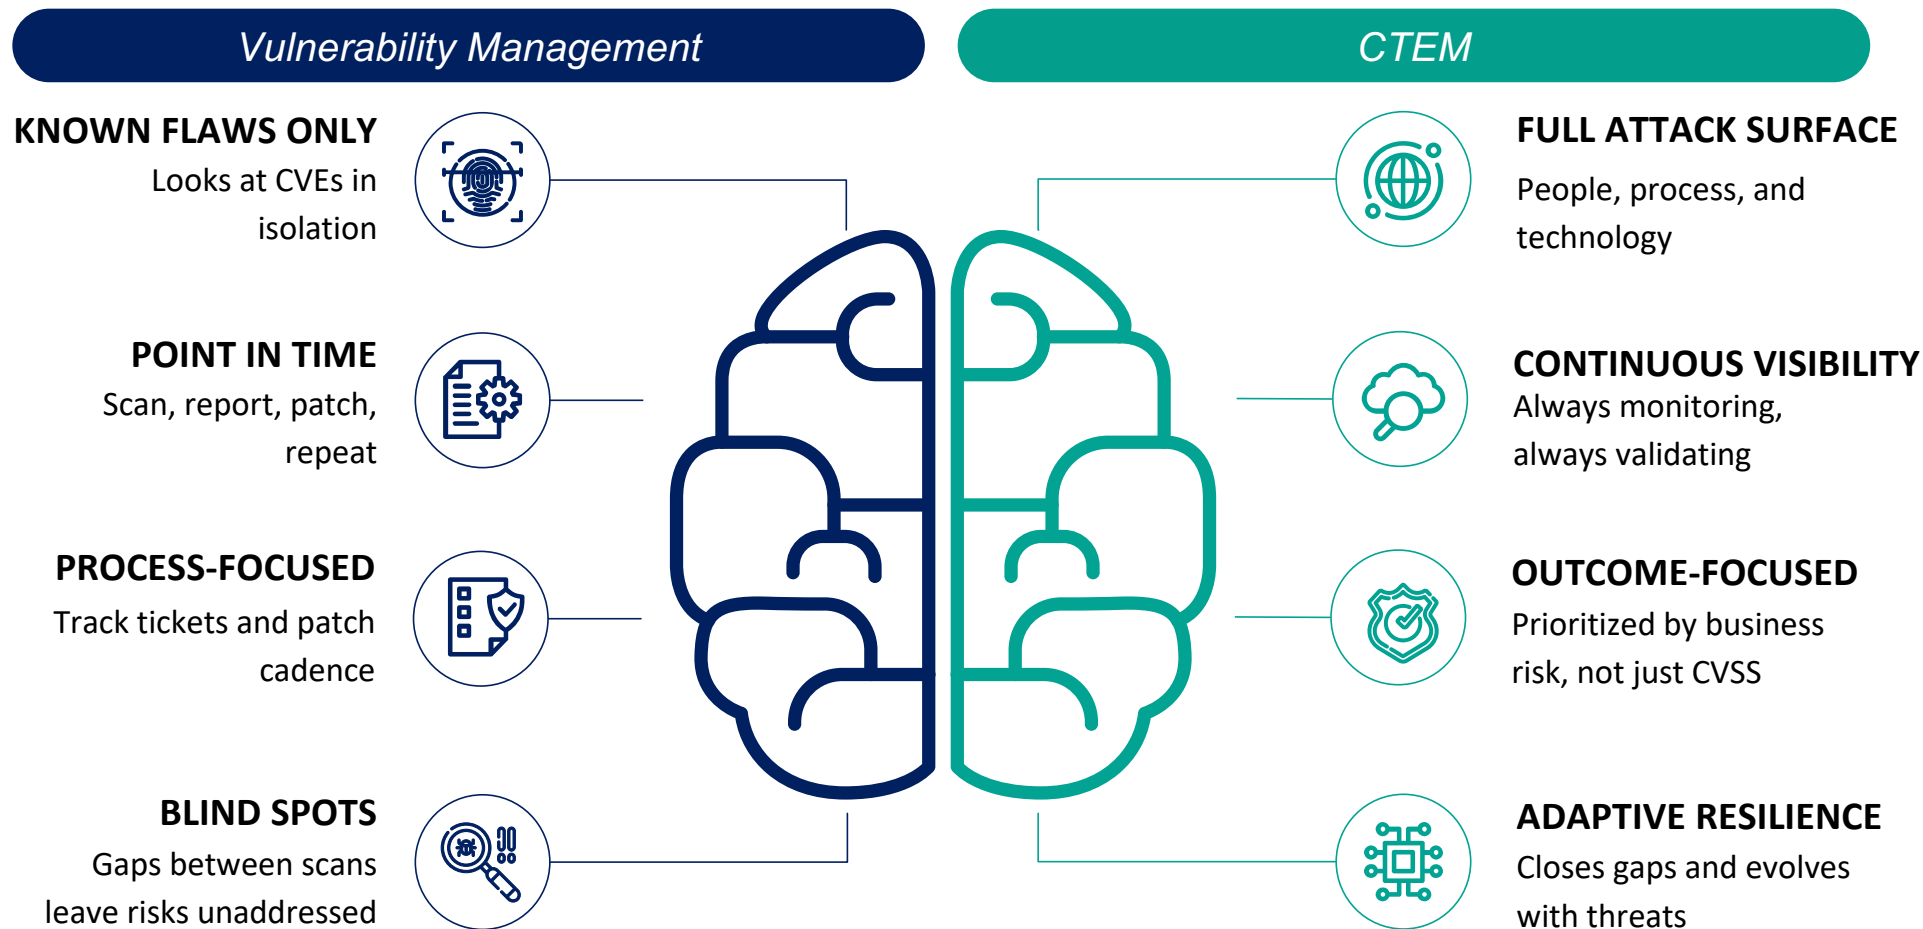 Vulnerability Management
CTEM
KNOWN FLAWS ONLY
Looks at CVEs in
isolation
POINT IN TIME
Scan, report, patch,
repeat
PROCESS-FOCUSED
Track tickets and patch
cadence
BLIND SPOTS
Gaps between scans
leave risks unaddressed
FULL ATTACK SURFACE
People, process, and
technology
CONTINUOUS VISIBILITY
Always monitoring,
always validating
OUTCOME-FOCUSED
Prioritized by business
risk, not just CVSS
ADAPTIVE RESILIENCE
Closes gaps and evolves
with threats